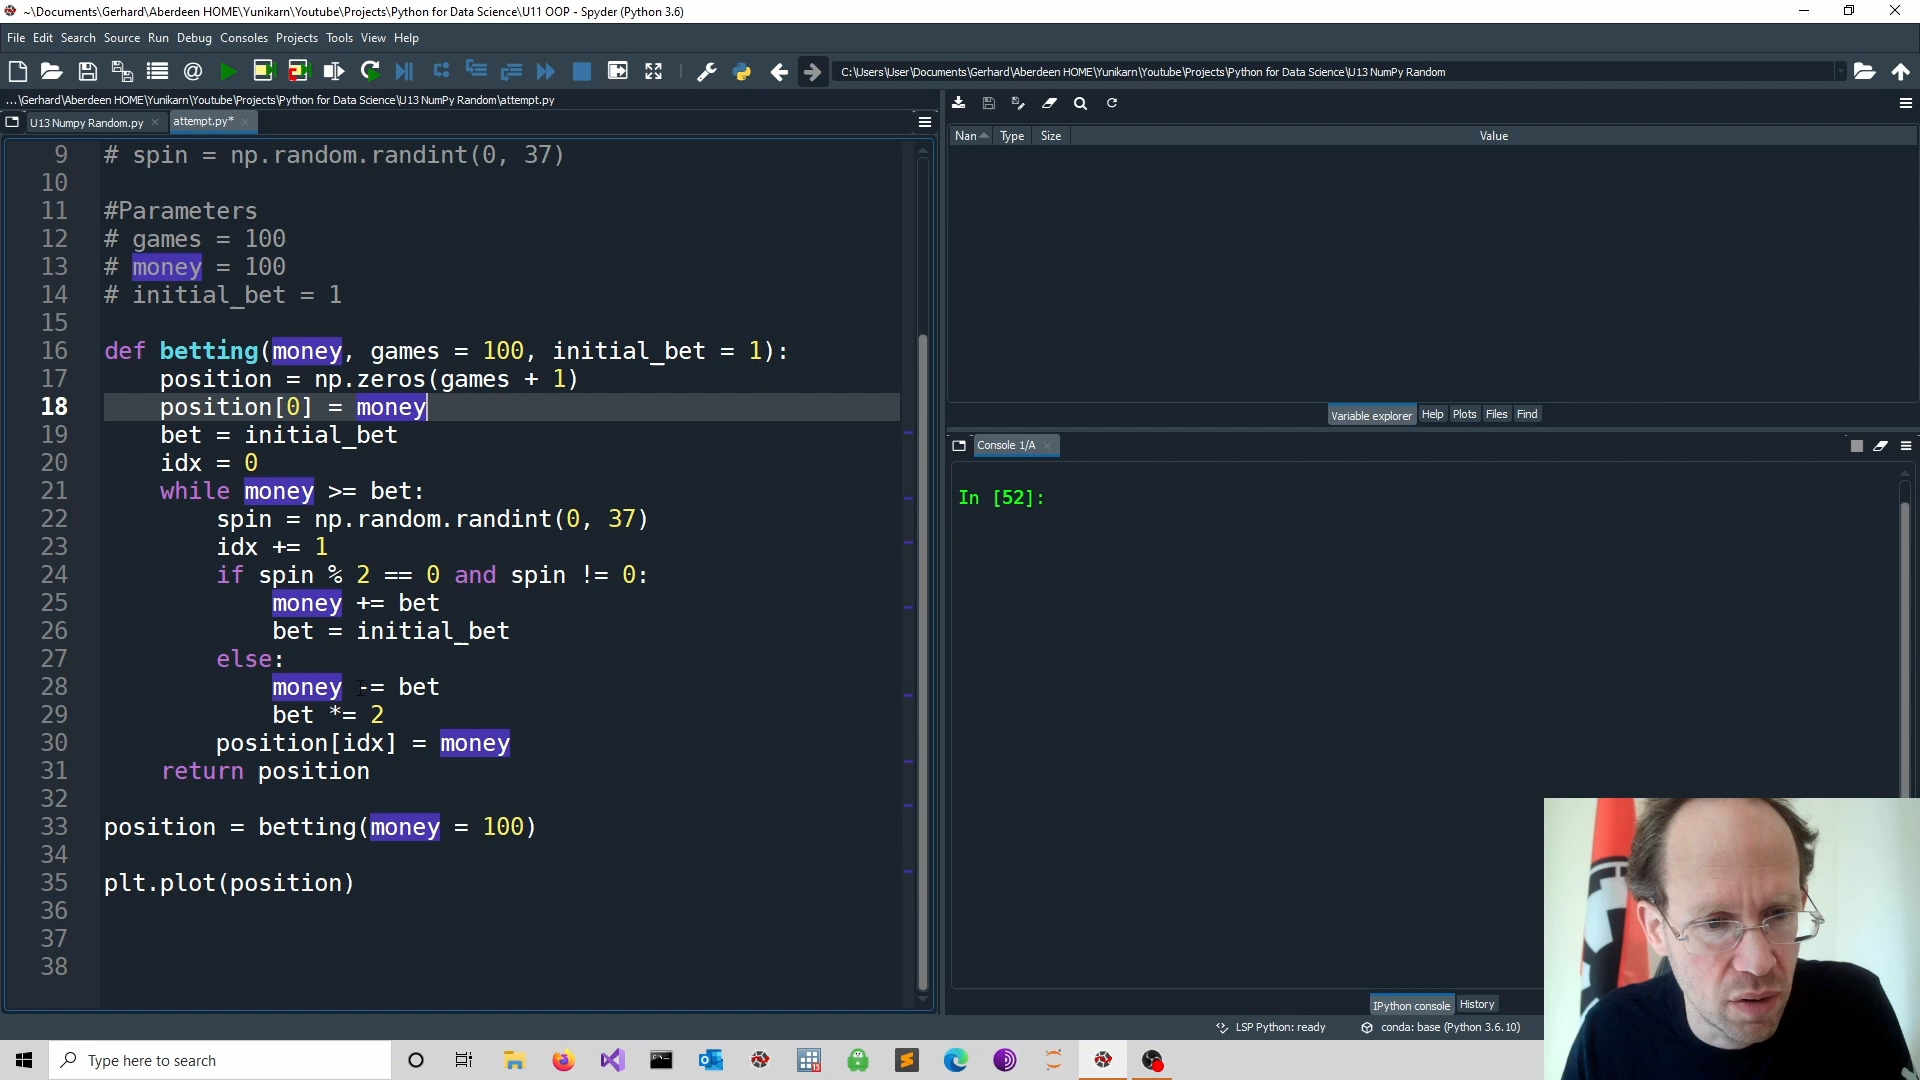 ~\Documents\Gerhard\Aberdeen HOME\Yunikarn\Youtube\Projects\Python for Data Science\U11 OOP - Spyder (Python 3.6)
File Edit Search Source Run Debug Consoles Projects Tools View Help
C:\Users\User\Documents\Gerhard\Aberdeen HOME\Yunikarn\Youtube\Projects\Python for Data Science\U13 NumPy Random
...\Gerhard\Aberdeen HOME\Yunikarn\Youtube\Projects\Python for Data Science\U13 NumPy Random\attempt.py
U13 Numpy Random.py attempt.py*
9 # spin = np.random.randint(0, 37)
10
11 #Parameters
12 # games = 100
13 # money = 100
14 # initial_bet = 1
15
16 def betting(money, games = 100, initial_bet = 1):
17 position = np.zeros(games + 1)
18 position[0] = money
19 bet = initial_bet
20 idx = 0
21 while money >= bet:
22 spin = np.random.randint(0, 37)
23 idx += 1
24 if spin % 2 == 0 and spin != 0:
25 money += bet
26 bet = initial_bet
27 else:
28 money -= bet
29 bet *= 2
30 position[idx] = money
31 return position
32
33 position = betting(money = 100)
34
35 plt.plot(position)
36
37
38
Nan Type Size Value
Variable explorer Help Plots Files Find
Console 1/A
In [52]:
IPython console History
LSP Python: ready conda: base (Python 3.6.10)
Type here to search